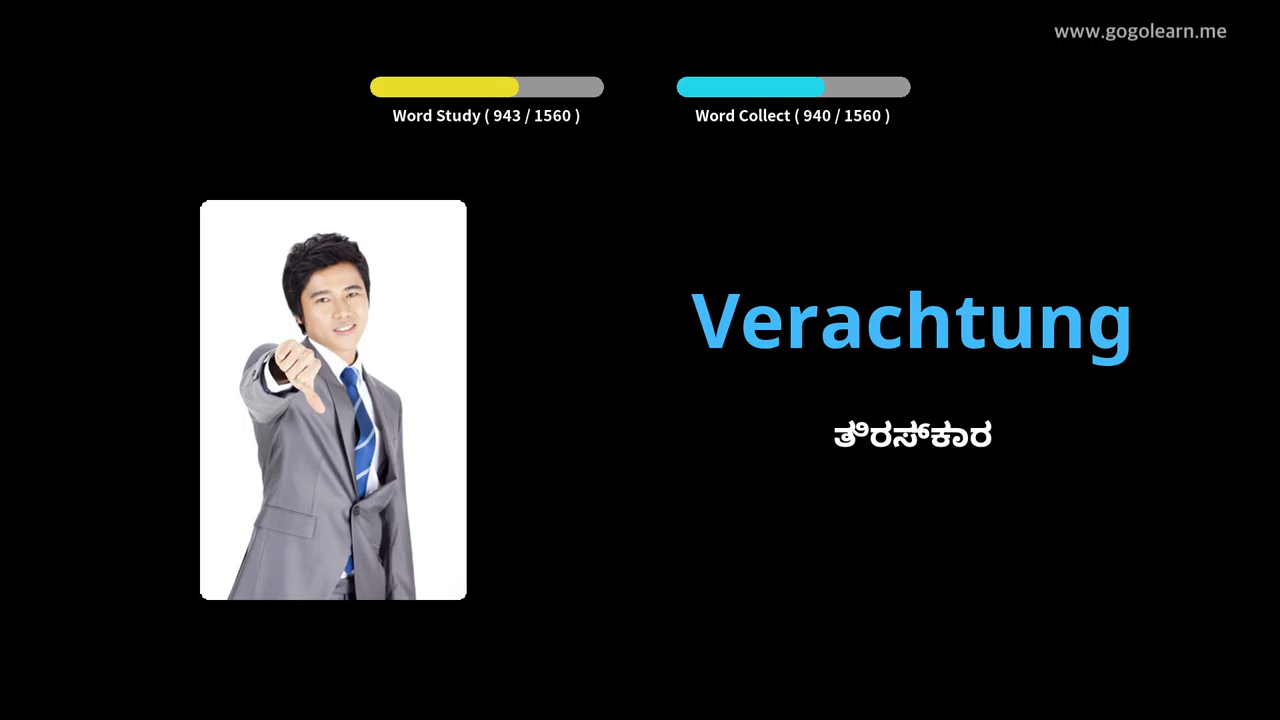 www.gogolearn.me
Word Study ( 943 / 1560 )
Word Collect ( 940 / 1560 )
Verachtung
ತಿರಸ್ಕಾರ